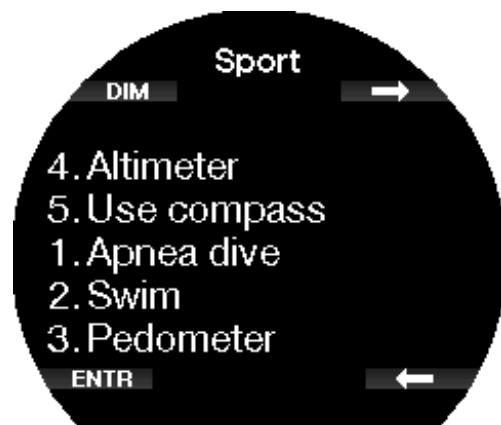 Sport
DIM
4. Altimeter
5. Use compass
1. Apnea dive
2. Swim
3. Pedometer
ENTR